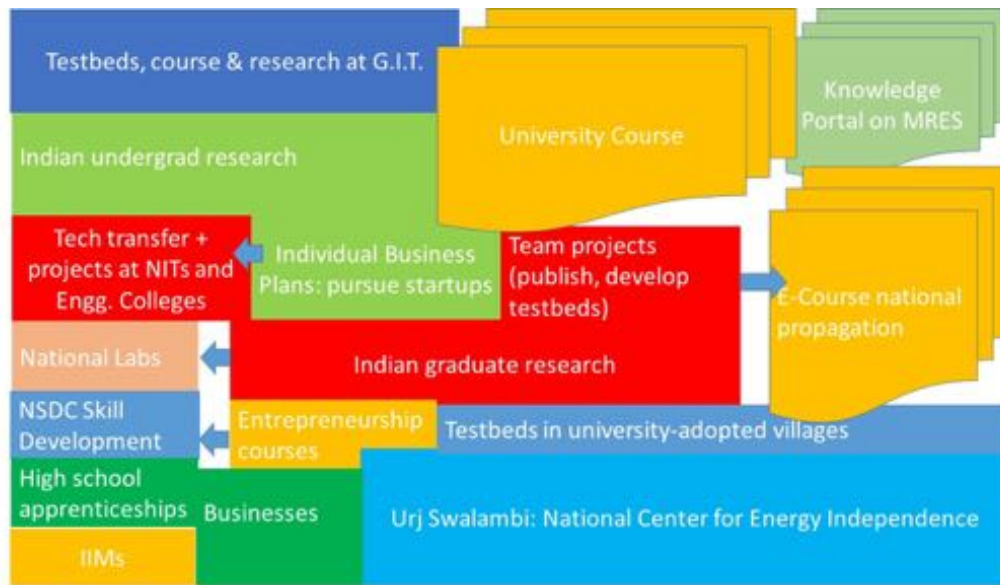 Testbeds, course & research at G.I.T.
University Course
Knowledge
Portal on MRES
Indian undergrad research
Tech transfer +
projects at NITs and
Engg. Colleges
Individual Business
Plans: pursue startups
Team projects
(publish, develop
testbeds)
E-Course national
propagation
National Labs
Indian graduate research
NSDC Skill
Development
Entrepreneurship
courses
Testbeds in university-adopted villages
High school
apprenticeships
Businesses
Urj Swalambi: National Center for Energy Independence
IIMs